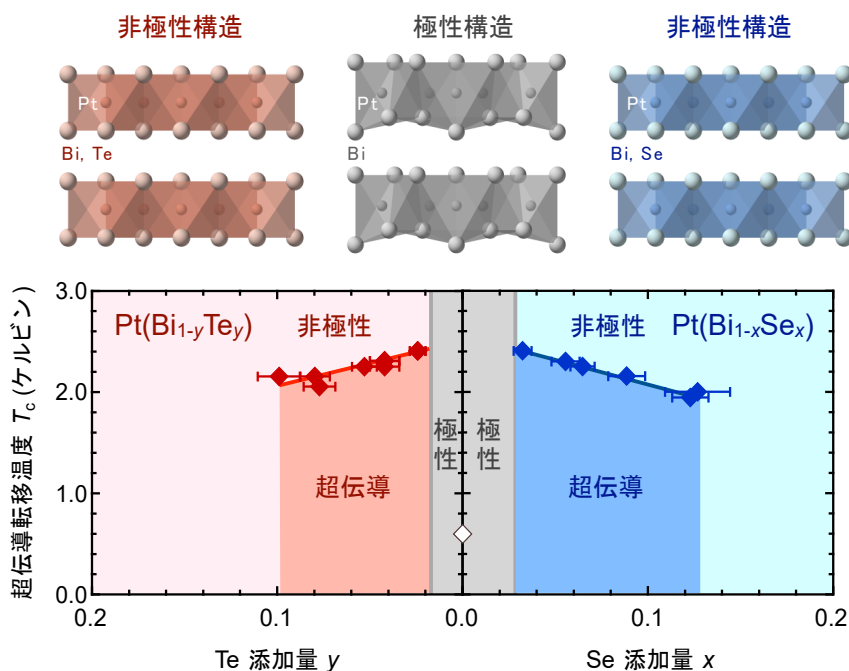 非極性構造
極性構造
非極性構造
Pt
Pt
Pt
Bi, Te
Bi
Bi, Se
超伝導転移温度 Tc (ケルビン)
3.0
2.0
1.0
0.0
Pt(Bi1-yTey)
非極性
非極性
Pt(Bi1-xSex)
極性
極性
超伝導
超伝導
0.2
0.1
0.0
0.1
0.2
Te 添加量 y
Se 添加量 x